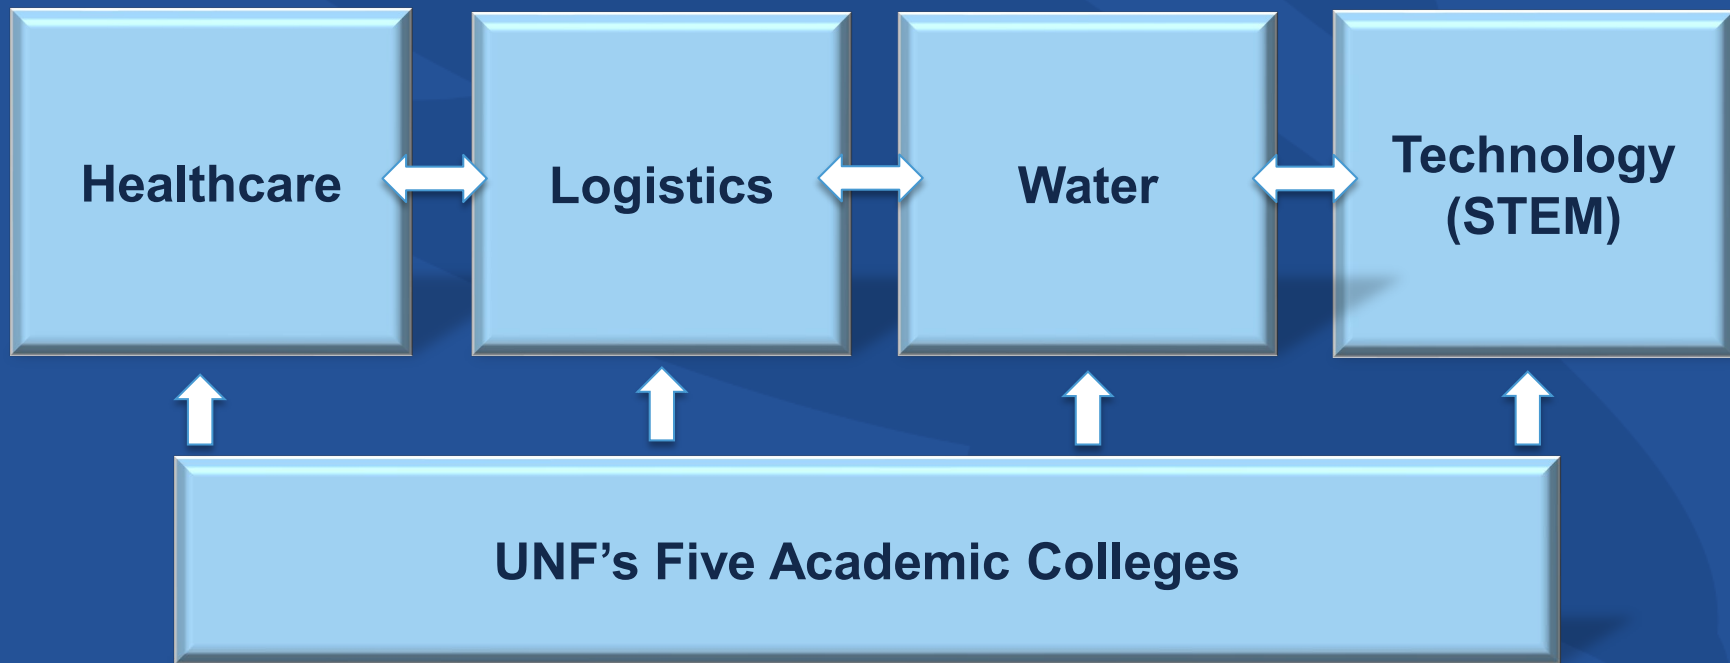 Healthcare
Logistics
Water
Technology
(STEM)
UNF’s Five Academic Colleges